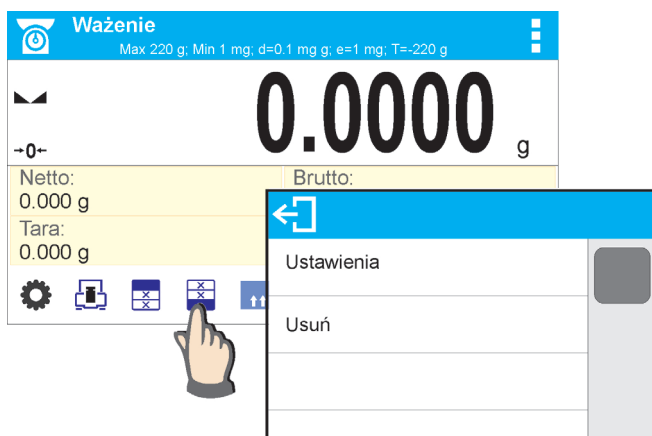 Ważenie
Max 220 g; Min 1 mg; d=0.1 mg g; e=1 mg; T=-220 g
0.0000 g
→0←
Netto:
0.000 g
Brutto:
Tara:
0.000 g
Ustawienia
Usuń